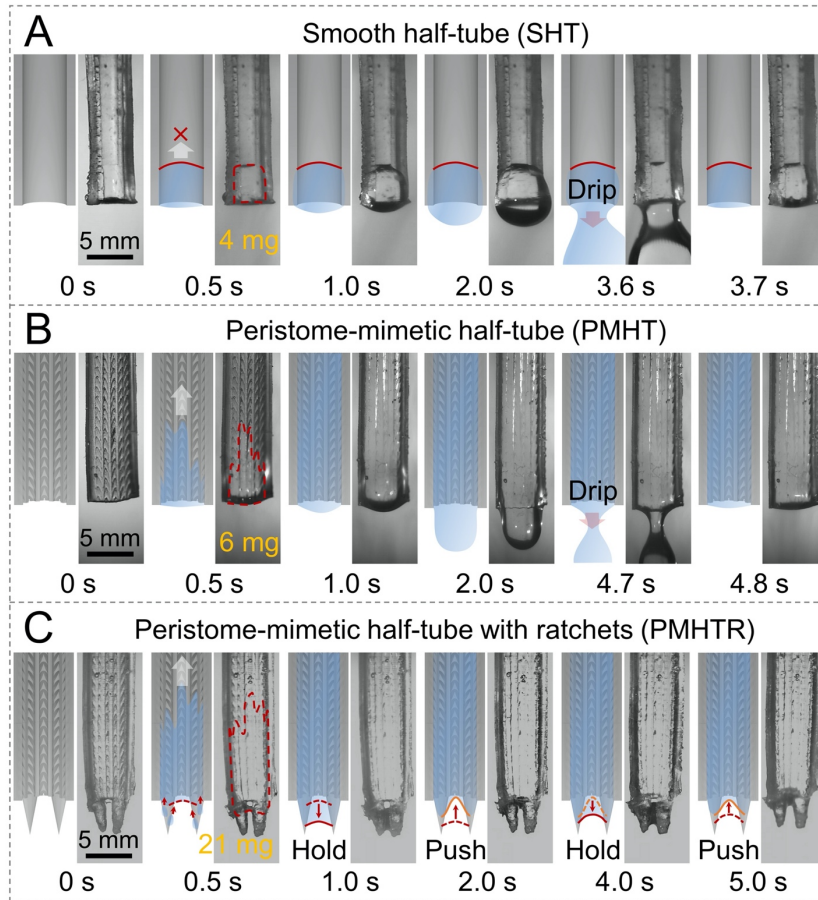 A
Smooth half-tube (SHT)
Drip
5 mm
4 mg
0 s 0.5 s 1.0 s 2.0 s 3.6 s 3.7 s
B
Peristome-mimetic half-tube (PMHT)
Drip
5 mm
6 mg
0 s 0.5 s 1.0 s 2.0 s 4.7 s 4.8 s
C
Peristome-mimetic half-tube with ratchets (PMHTR)
5 mm
21 mg
Hold Push Hold Push
0 s 0.5 s 1.0 s 2.0 s 4.0 s 5.0 s